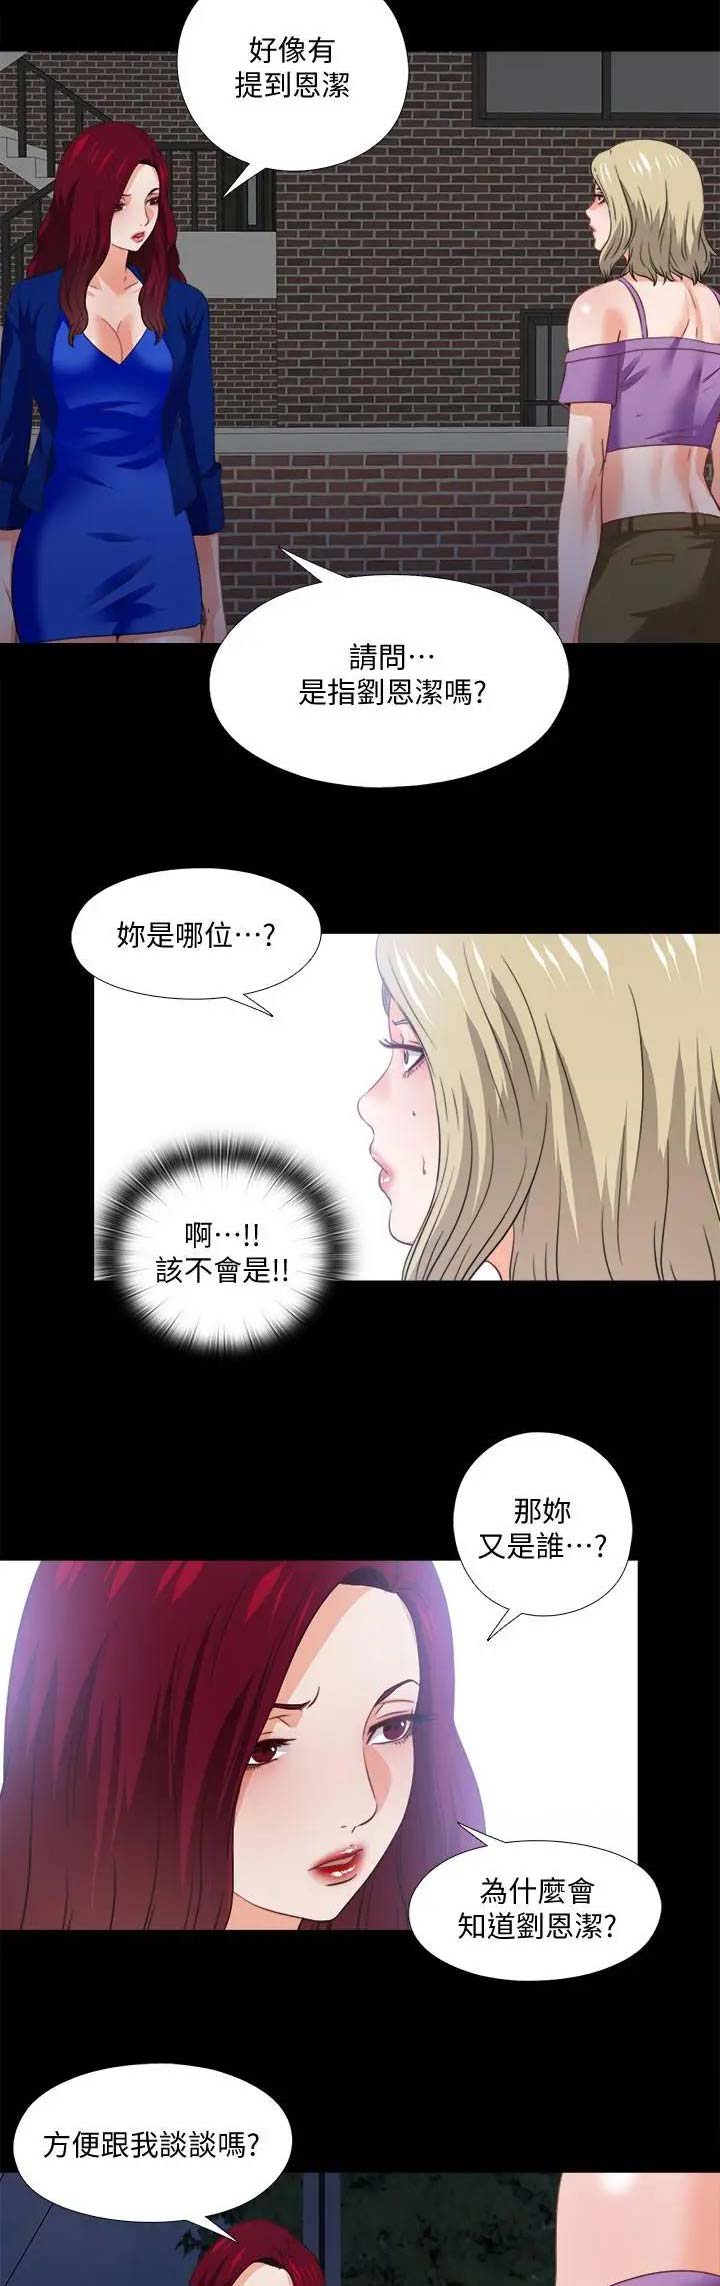 好像有
提到恩潔
請問⋯
是指劉恩潔嗎?
妳是哪位⋯?
啊⋯!!
該不會是!!
那妳
又是誰⋯?
為什麼會
知道劉恩潔?
方便跟我談談嗎?